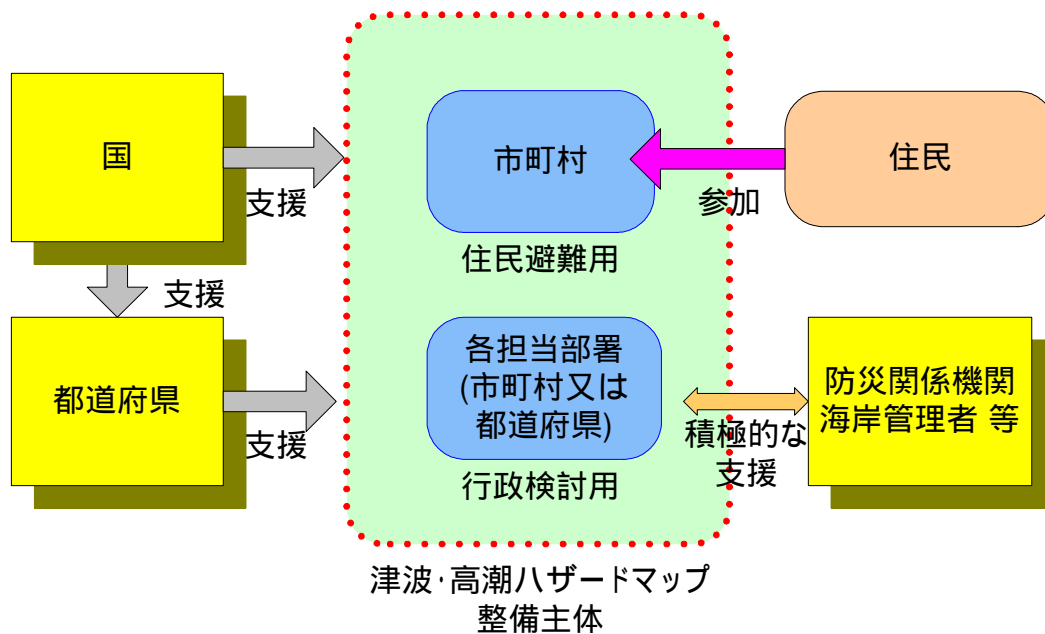 国
支援
市町村
住民避難用
参加
住民
支援
都道府県
支援
各担当部署
(市町村又は
都道府県)
行政検討用
積極的な
支援
防災関係機関
海岸管理者 等
津波･高潮ハザードマップ
整備主体